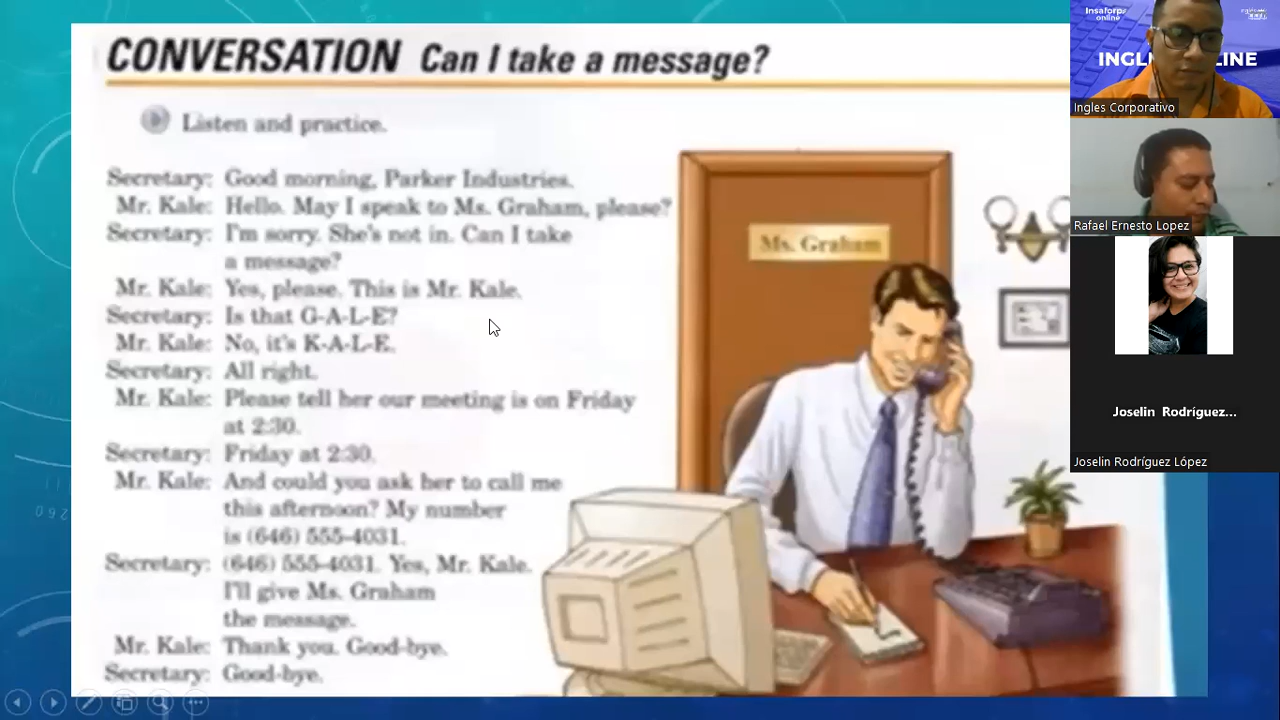 CONVERSATION Can I take a message?
Listen and practice.
Secretary: Good morning, Parker Industries.
Mr. Kale: Hello. May I speak to Ms. Graham, please?
Secretary: I'm sorry. She's not in. Can I take
a message?
Mr. Kale: Yes, please. This is Mr. Kale.
Secretary: Is that G-A-L-E?
Mr. Kale: No, it's K-A-L-E.
Secretary: All right.
Mr. Kale: Please tell her our meeting is on Friday
at 2:30.
Secretary: Friday at 2:30.
Mr. Kale: And could you ask her to call me
this afternoon? My number
is (646) 555-4031.
Secretary: (646) 555-4031. Yes, Mr. Kale.
I'll give Ms. Graham
the message.
Mr. Kale: Thank you. Good-bye.
Secretary: Good-bye.
Ms. Graham
Insaforp
online
INGL LINE
Ingles Corporativo
Rafael Ernesto Lopez
Joselin Rodríguez...
Joselin Rodríguez López